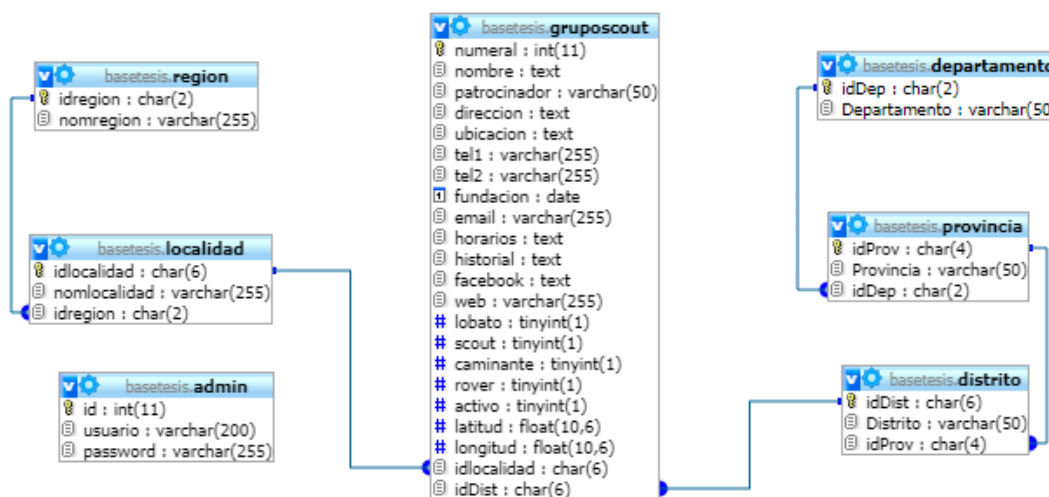 basetesis.region
idregion : char(2)
nomregion : varchar(255)
basetesis.localidad
idlocalidad : char(6)
nomlocalidad : varchar(255)
idregion : char(2)
basetesis.admin
id : int(11)
usuario : varchar(200)
password : varchar(255)
basetesis.gruposcout
numeral : int(11)
nombre : text
patrocinador : varchar(50)
direccion : text
ubicacion : text
tel1 : varchar(255)
tel2 : varchar(255)
fundacion : date
email : varchar(255)
horarios : text
historial : text
facebook : text
web : varchar(255)
# lobato : tinyint(1)
# scout : tinyint(1)
# caminante : tinyint(1)
# rover : tinyint(1)
# activo : tinyint(1)
# latitud : float(10,6)
# longitud : float(10,6)
idlocalidad : char(6)
idDist : char(6)
basetesis.departamento
idDep : char(2)
Departamento : varchar(50
basetesis.provincia
idProv : char(4)
Provincia : varchar(50)
idDep : char(2)
basetesis.distrito
idDist : char(6)
Distrito : varchar(50)
idProv : char(4)